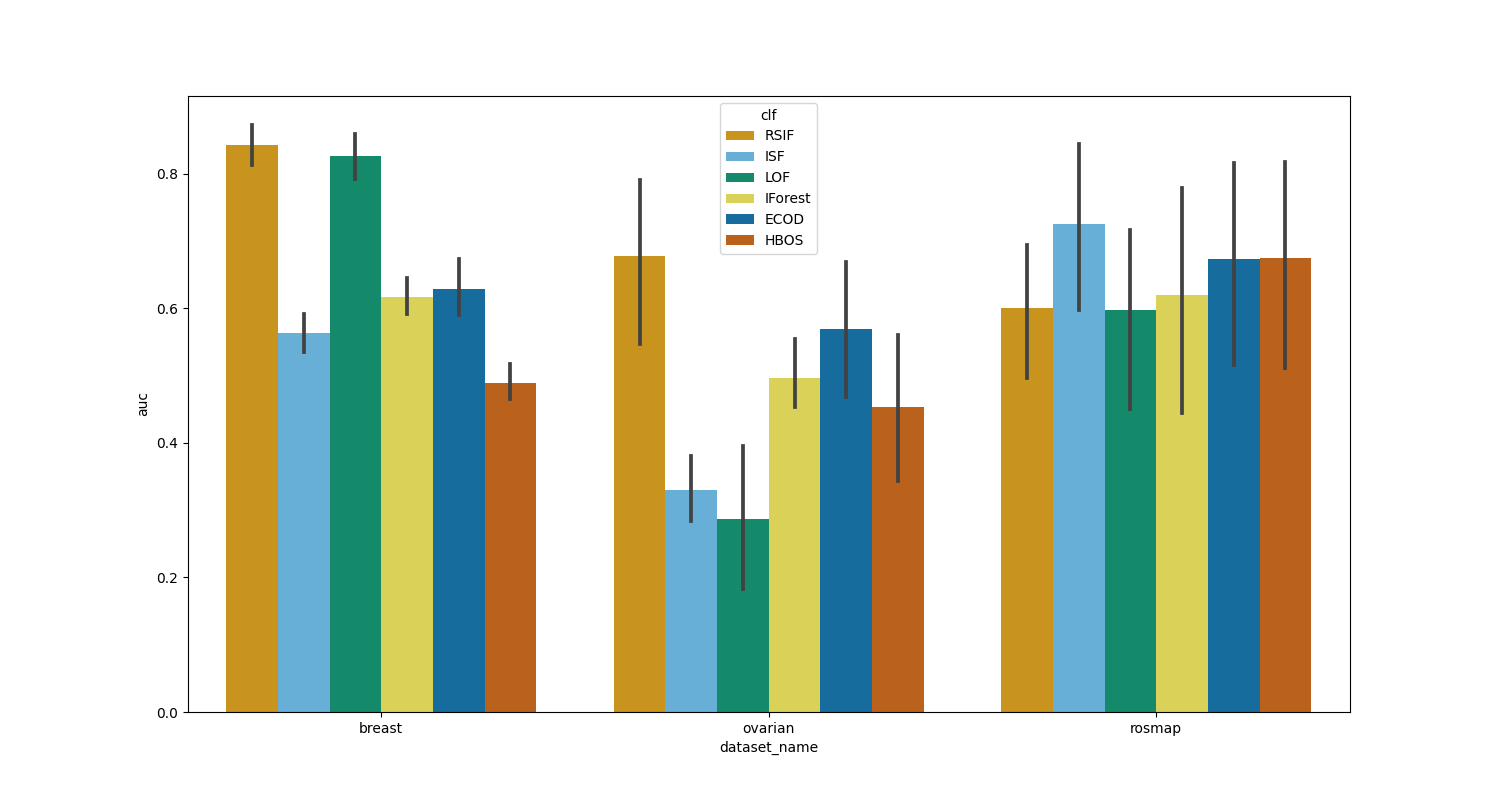 clf
RSIF
ISF
LOF
IForest
ECOD
HBOS
auc
0.8
0.6
0.4
0.2
0.0
breast ovarian rosmap
dataset_name